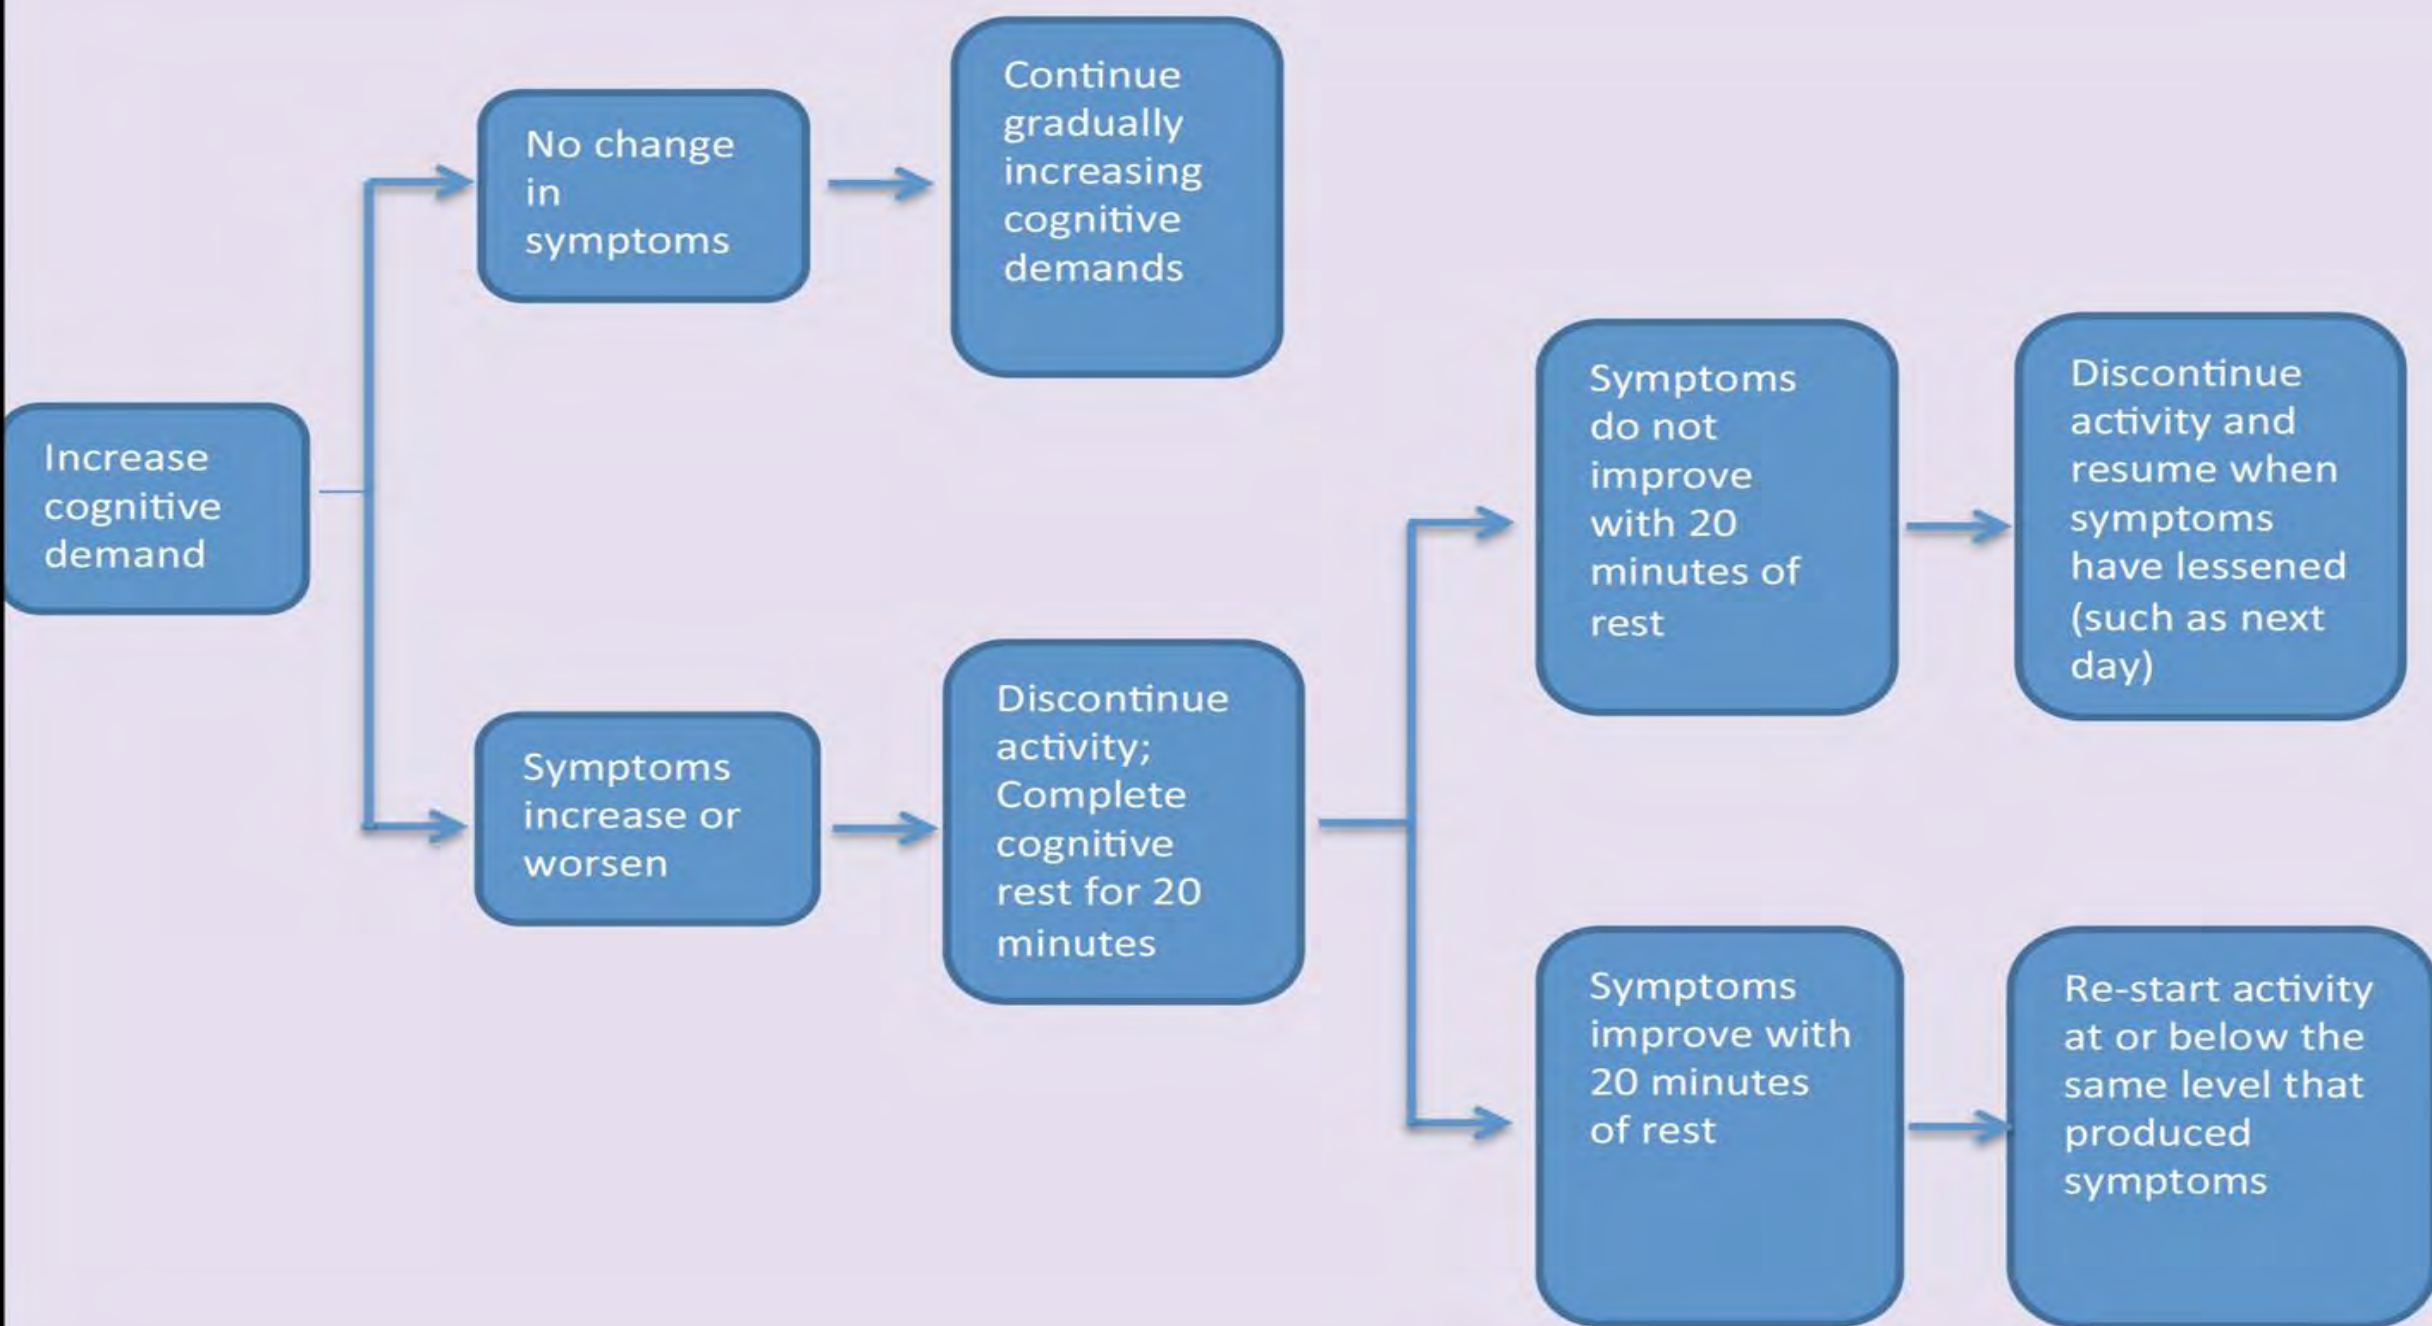 Increase
cognitive
demand
No change
in
symptoms
Continue
gradually
increasing
cognitive
demands
Symptoms
increase or
worsen
Discontinue
activity;
Complete
cognitive
rest for 20
minutes
Symptoms
do not
improve
with 20
minutes of
rest
Discontinue
activity and
resume when
symptoms
have lessened
(such as next
day)
Symptoms
improve with
20 minutes
of rest
Re-start activity
at or below the
same level that
produced
symptoms